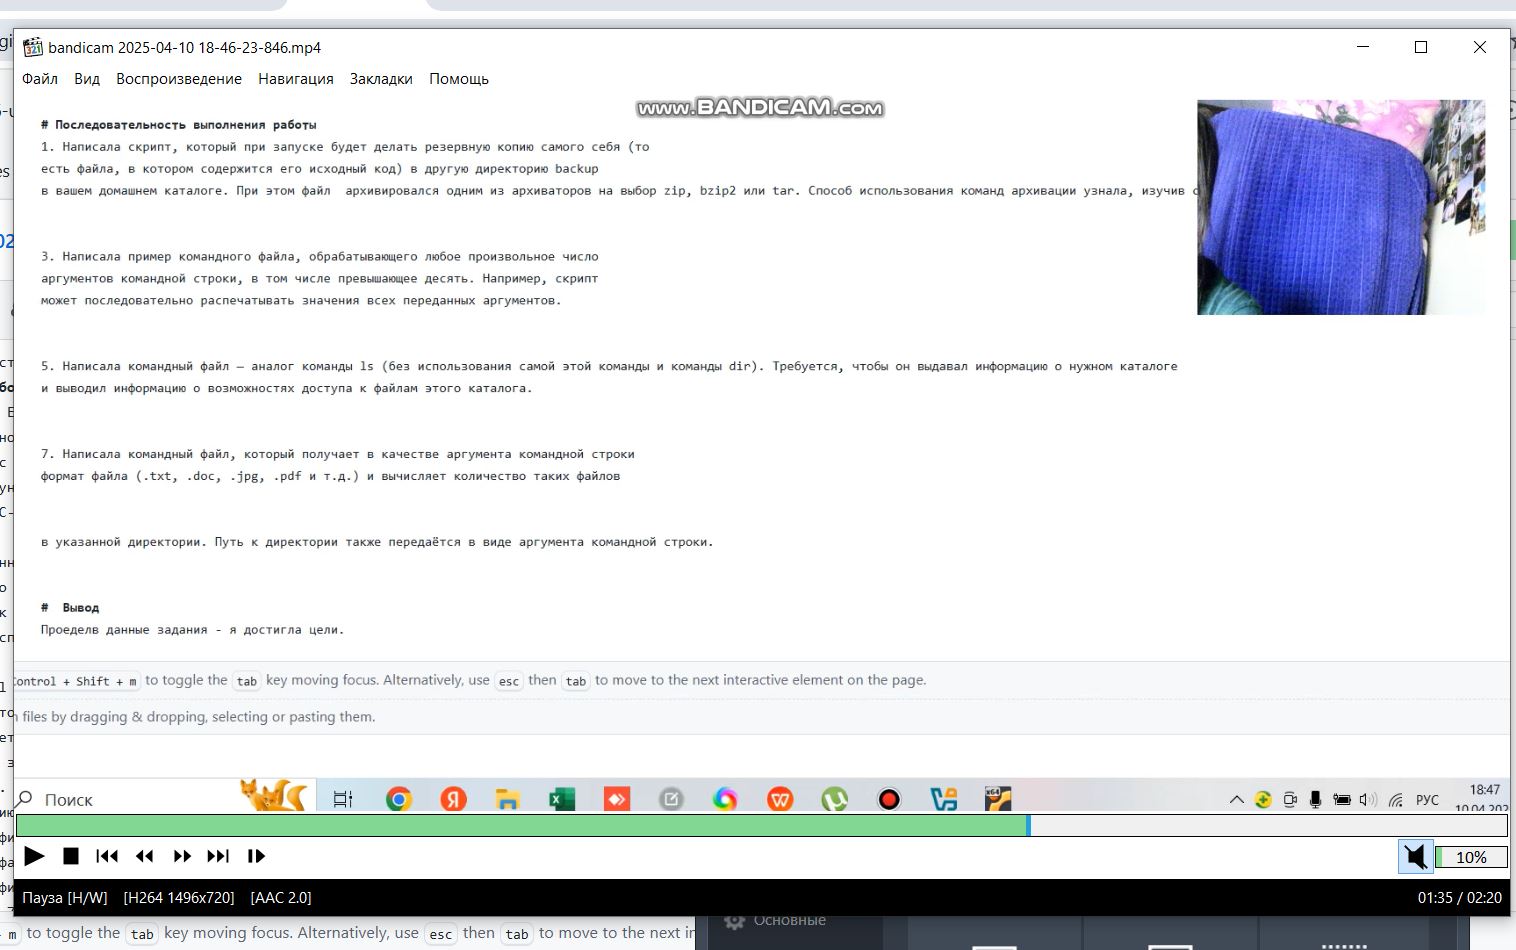 bandicam 2025-04-10 18-46-23-846.mp4
Файл Вид Воспроизведение Навигация Закладки Помощь
www.BANDICAM.com
# Последовательность выполнения работы
1. Написала скрипт, который при запуске будет делать резервную копию самого себя (то
есть файла, в котором содержится его исходный код) в другую директорию backup
в вашем домашнем каталоге. При этом файл архивировался одним из архиваторов на выбор zip, bzip2 или tar. Способ использования команд архивации узнала, изучив с
3. Написала пример командного файла, обрабатывающего любое произвольное число
аргументов командной строки, в том числе превышающее десять. Например, скрипт
может последовательно распечатывать значения всех переданных аргументов.
5. Написала командный файл — аналог команды ls (без использования самой этой команды и команды dir). Требуется, чтобы он выдавал информацию о нужном каталоге
и выводил информацию о возможностях доступа к файлам этого каталога.
7. Написала командный файл, который получает в качестве аргумента командной строки
формат файла (.txt, .doc, .jpg, .pdf и т.д.) и вычисляет количество таких файлов
в указанной директории. Путь к директории также передаётся в виде аргумента командной строки.
# Вывод
Проеделв данные задания - я достигла цели.
Control + Shift + m to toggle the tab key moving focus. Alternatively, use esc then tab to move to the next interactive element on the page.
files by dragging & dropping, selecting or pasting them.
Поиск
РУС
18:47
10.04.202
10%
Пауза [H/W] [H264 1496x720] [AAC 2.0]
01:35 / 02:20
m to toggle the tab key moving focus. Alternatively, use esc then tab to move to the next in
Основные